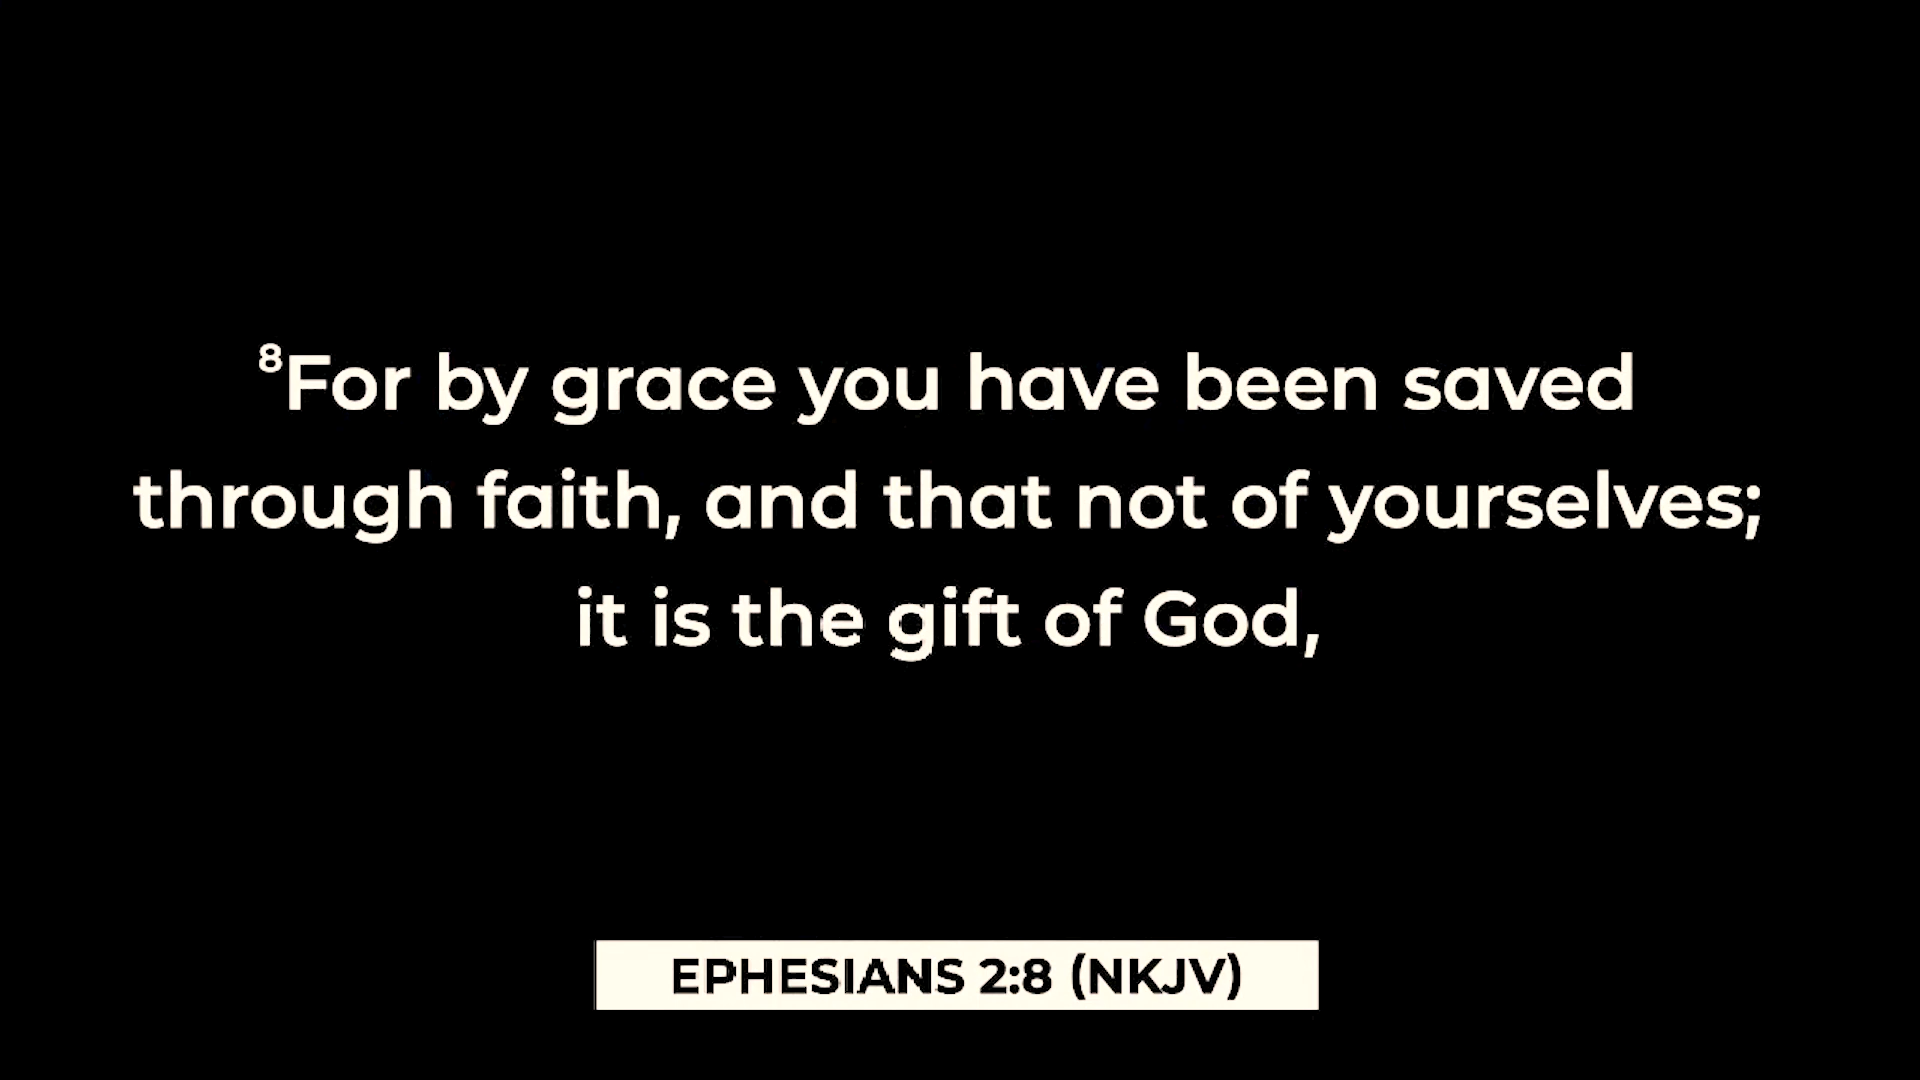 ⁸For by grace you have been saved
through faith, and that not of yourselves;
it is the gift of God,
EPHESIANS 2:8 (NKJV)